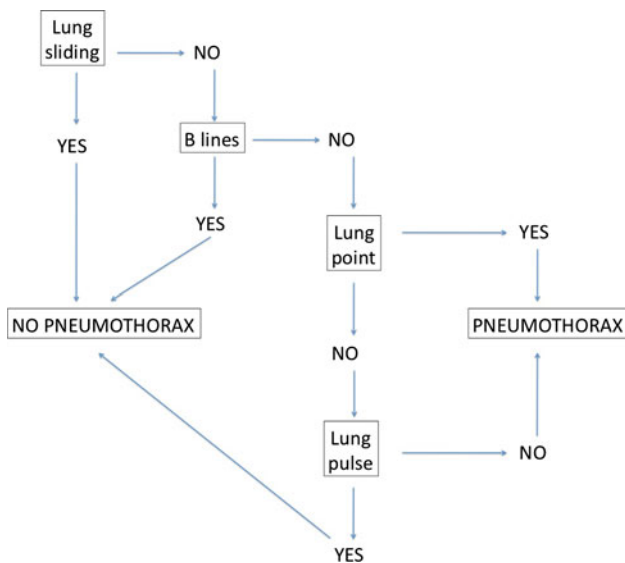 Lung
sliding
NO
YES
B lines
NO
YES
Lung
point
YES
NO PNEUMOTHORAX
PNEUMOTHORAX
NO
Lung
pulse
NO
YES